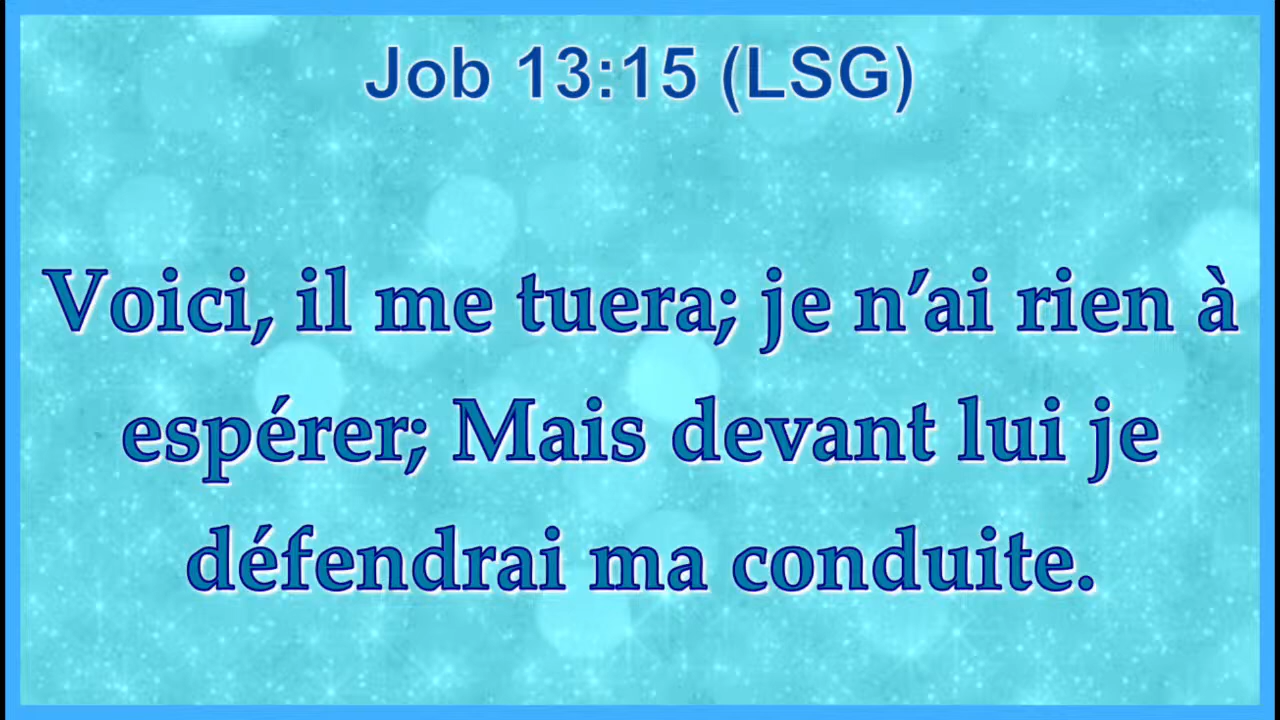 Job 13:15 (LSG)
Voici, il me tuera; je n’ai rien à
espérer; Mais devant lui je
défendrai ma conduite.